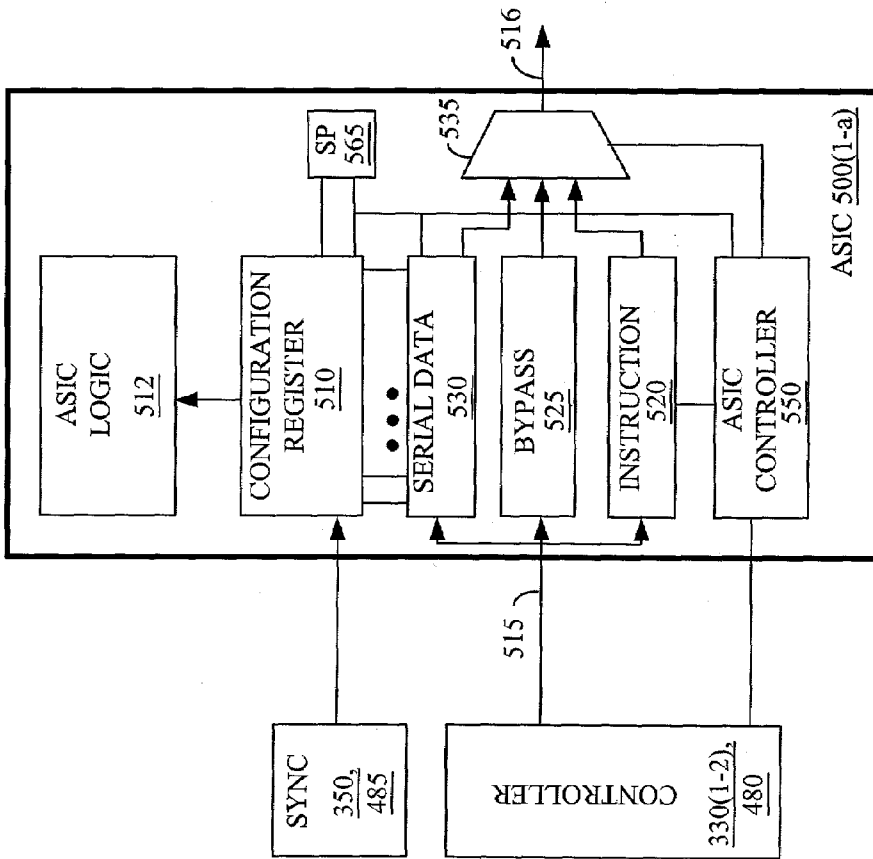 ASIC
LOGIC
512
CONFIGURATION
REGISTER
510
SP
565
SERIAL DATA
530
BYPASS
525
INSTRUCTION
520
ASIC
CONTROLLER
550
535
516
515
ASIC 500(1-a)
SYNC
350,
485
CONTROLLER
330(1-2),
480